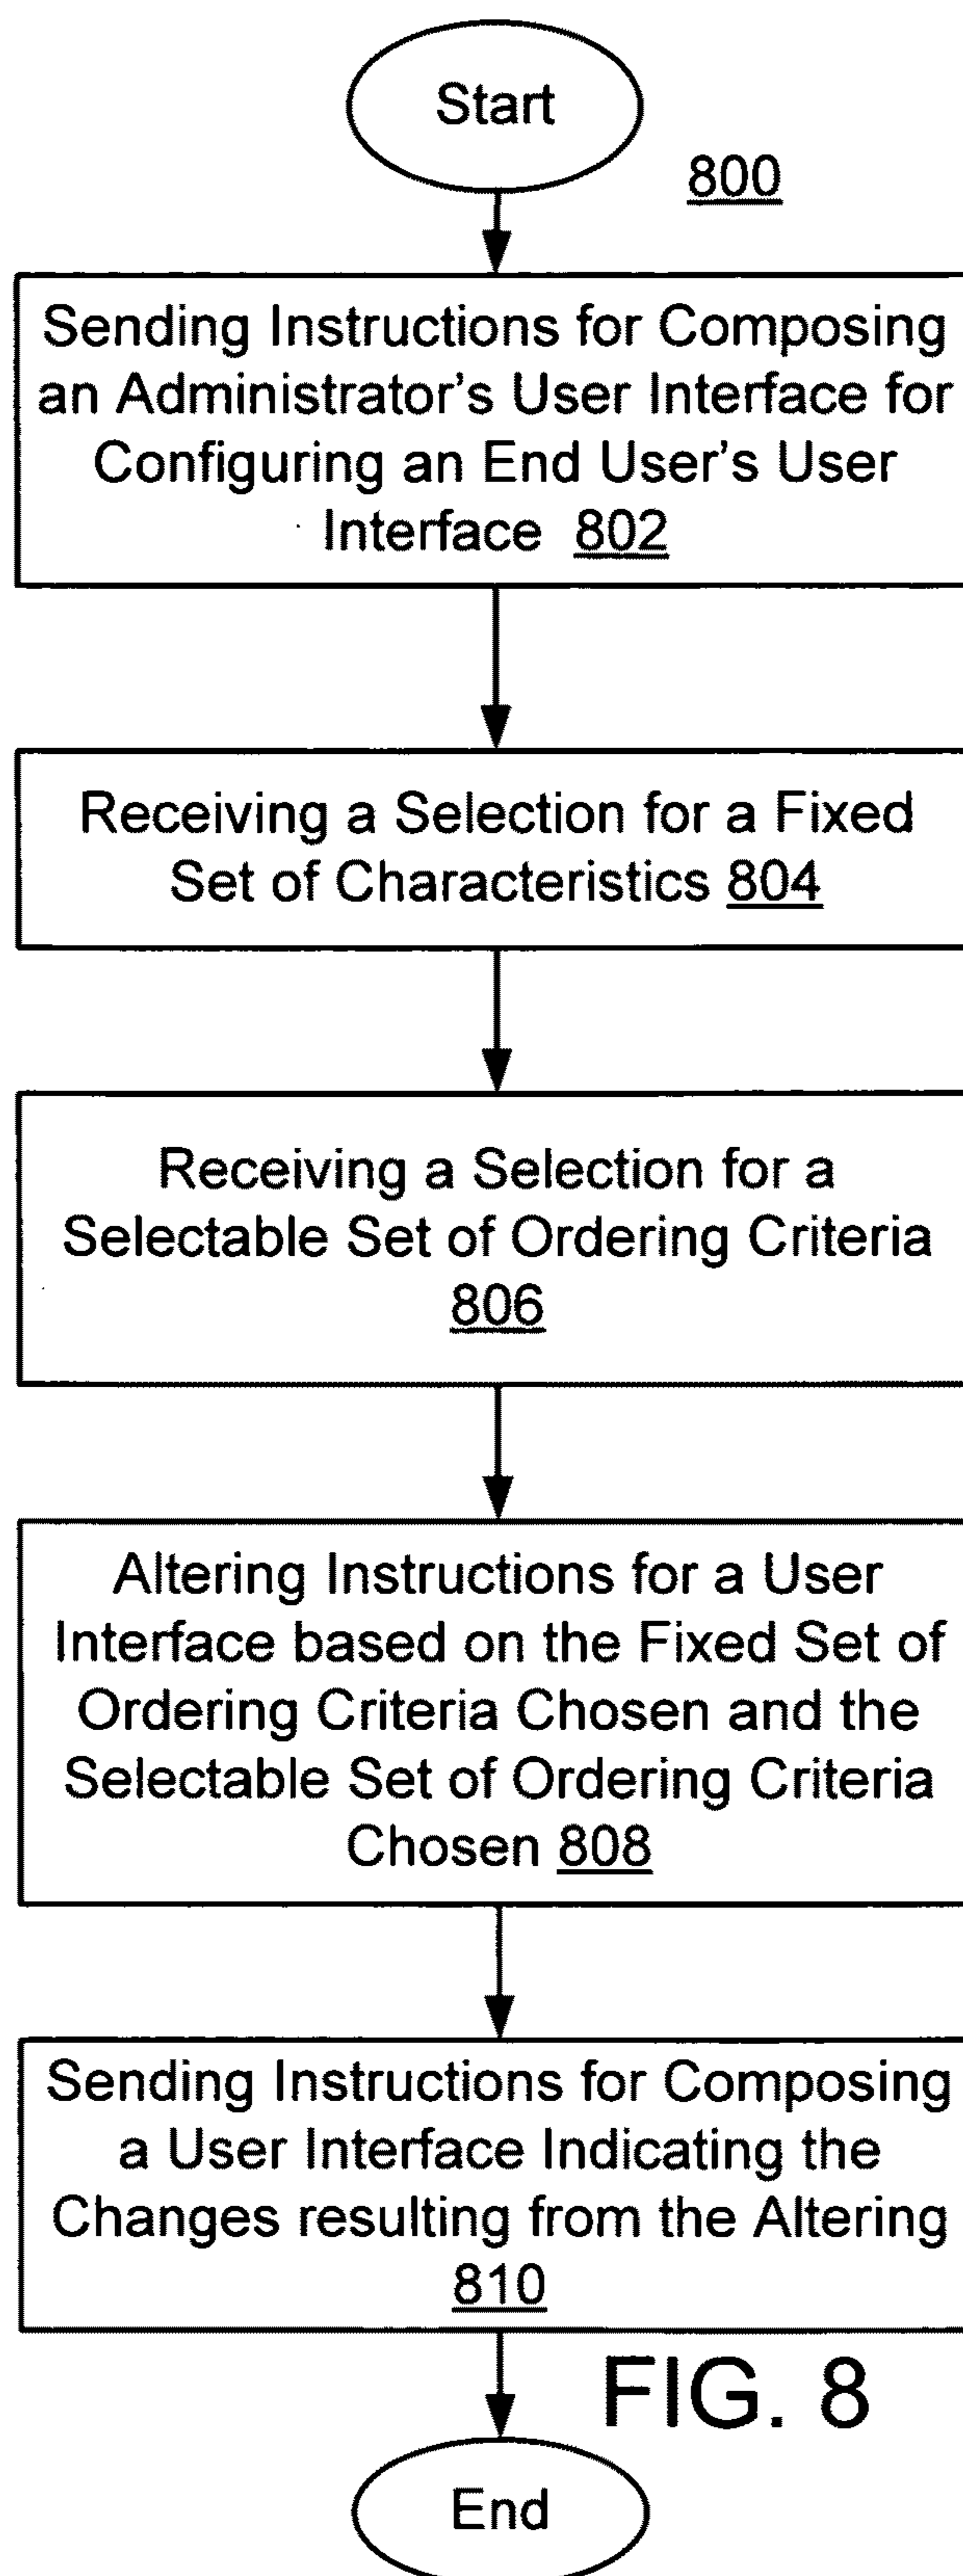 Start
800
Sending Instructions for Composing
an Administrator's User Interface for
Configuring an End User's User
Interface 802
Receiving a Selection for a Fixed
Set of Characteristics 804
Receiving a Selection for a
Selectable Set of Ordering Criteria
806
Altering Instructions for a User
Interface based on the Fixed Set of
Ordering Criteria Chosen and the
Selectable Set of Ordering Criteria
Chosen 808
Sending Instructions for Composing
a User Interface Indicating the
Changes resulting from the Altering
810
FIG. 8
End